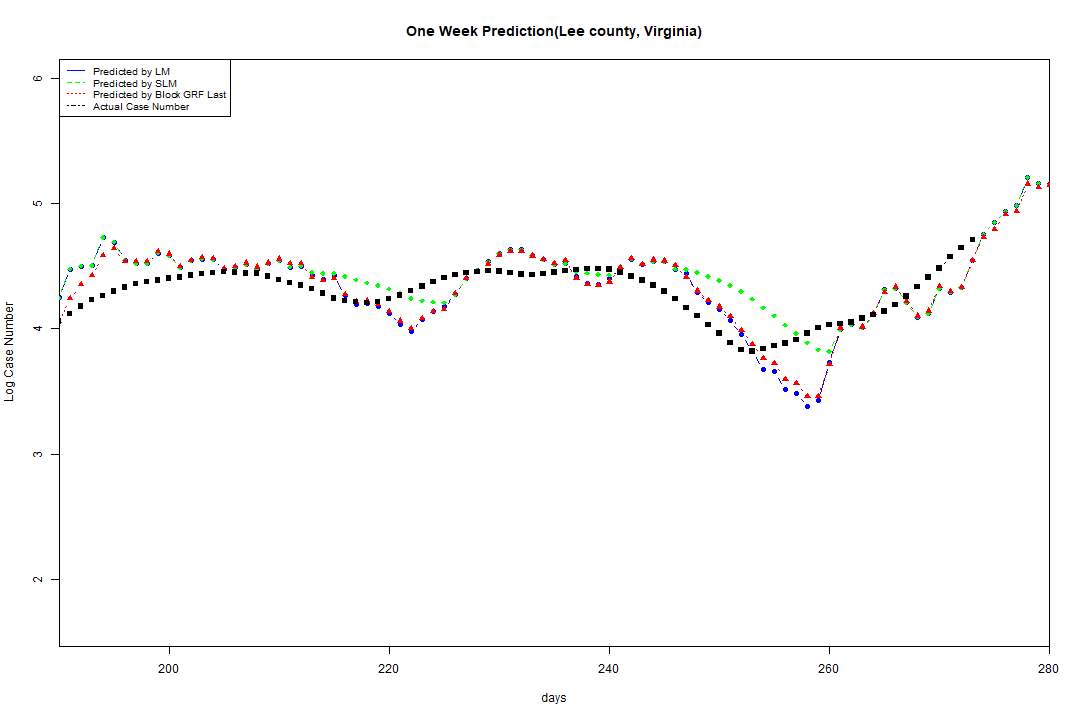 One Week Prediction(Lee county, Virginia)
Predicted by LM
Predicted by SLM
Predicted by Block GRF Last
Actual Case Number
Log Case Number
6
5
4
3
2
200 220 240 260 280
days